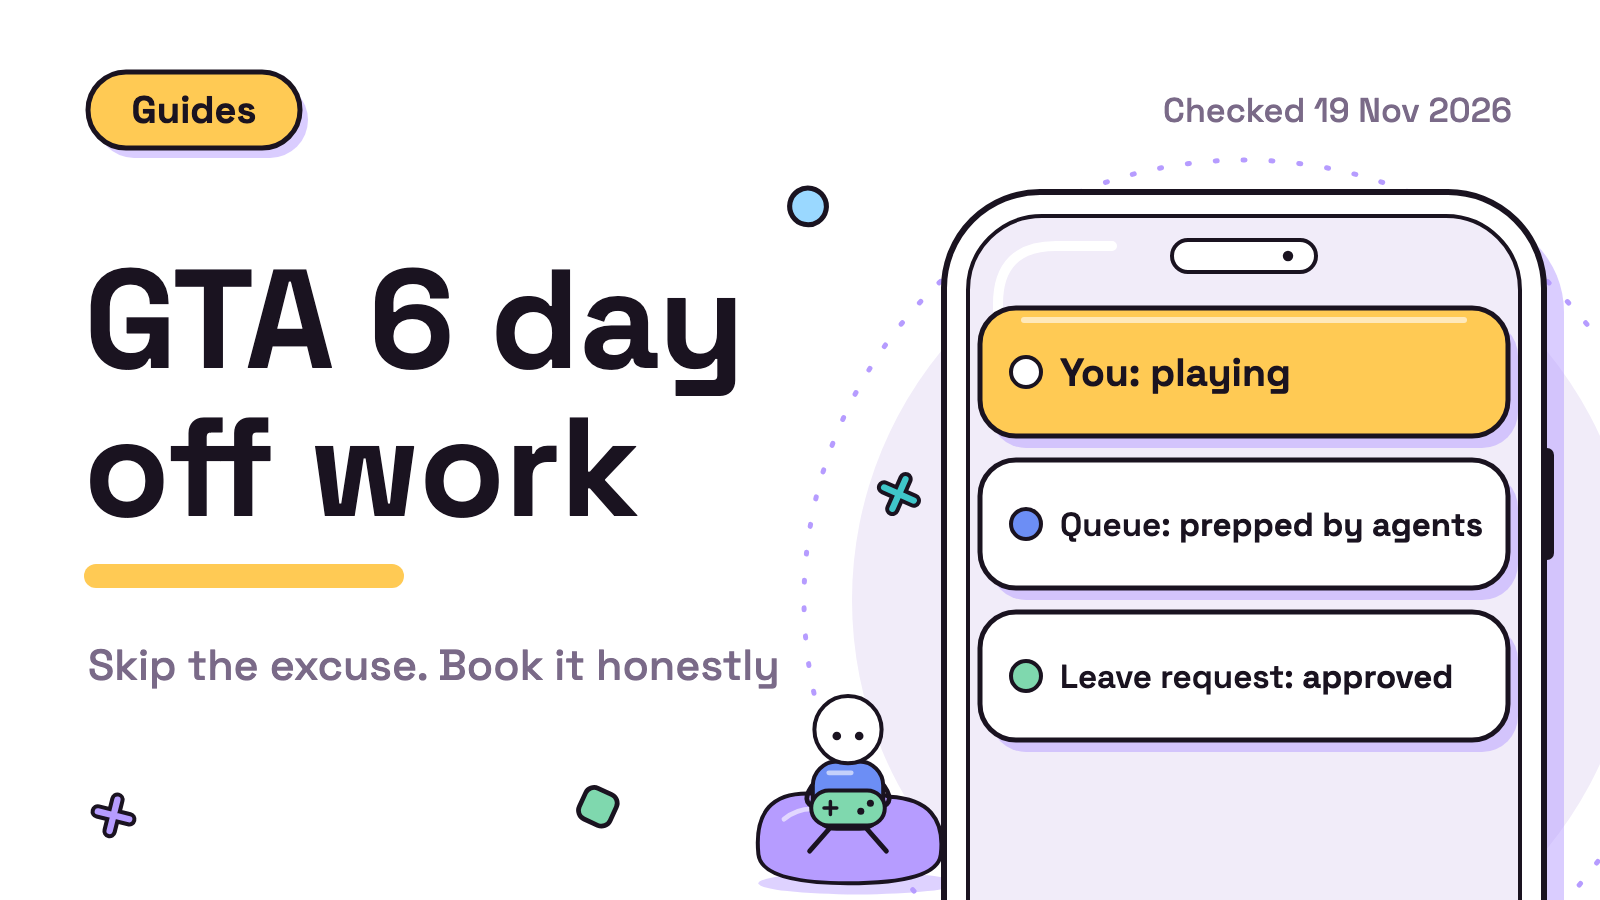 Guides
Checked 19 Nov 2026
GTA 6 day
off work
Skip the excuse. Book it honestly
You: playing
Queue: prepped by agents
Leave request: approved